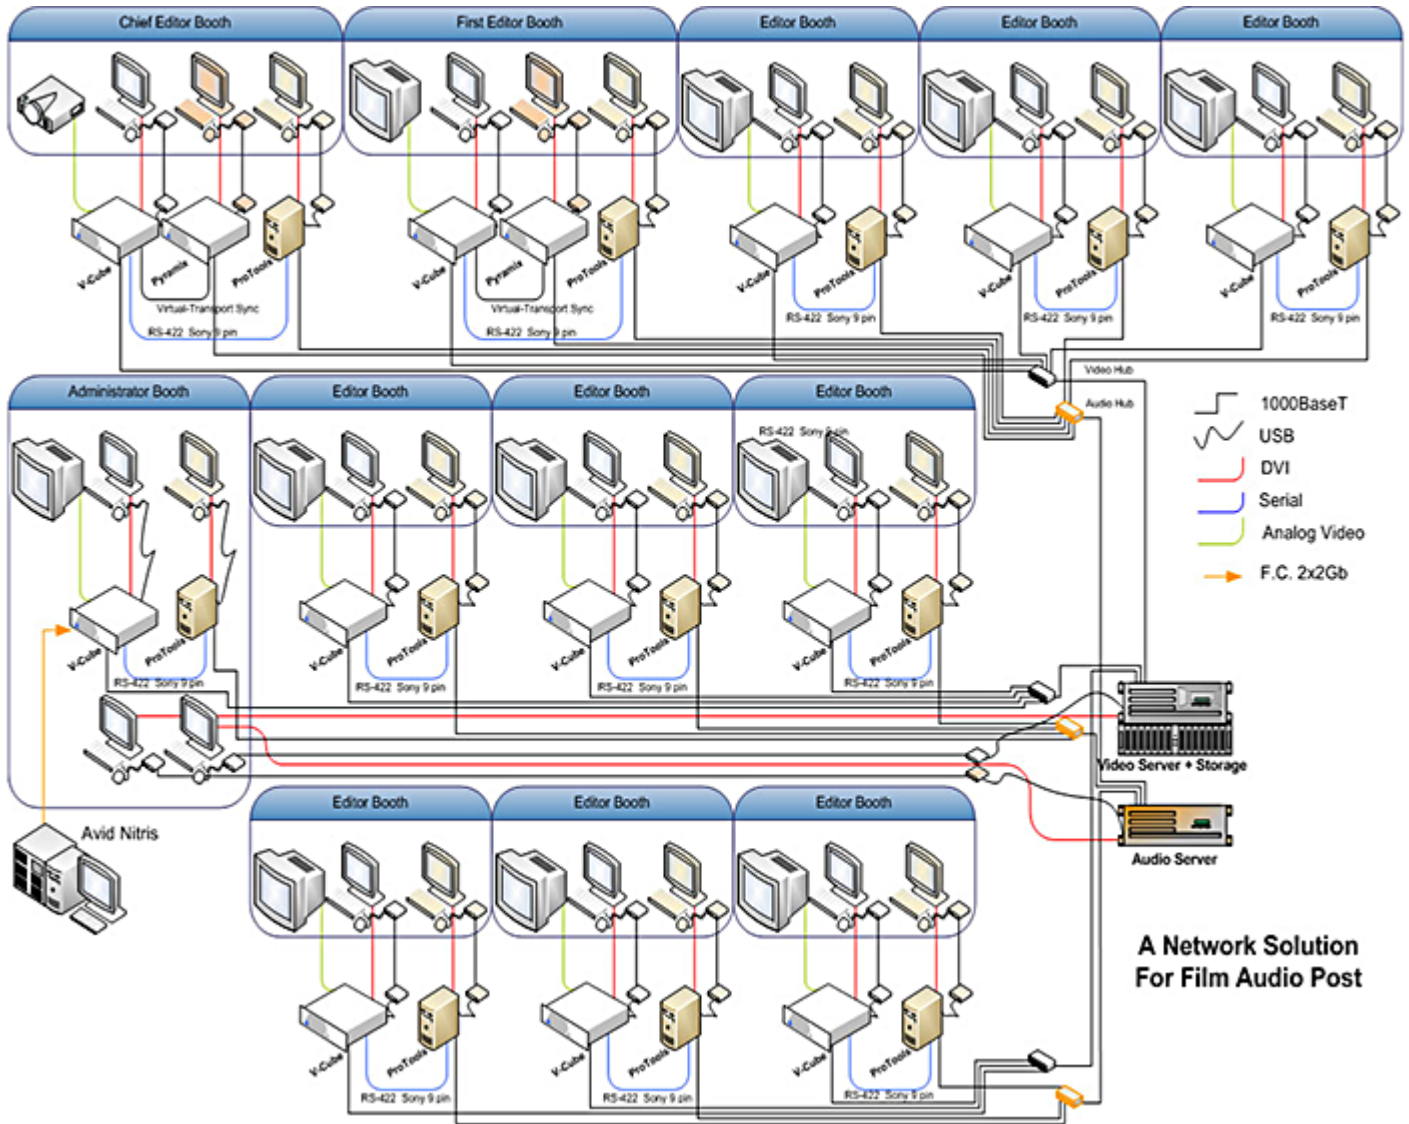 Chief Editor Booth
First Editor Booth
Editor Booth
Editor Booth
Editor Booth
V-Cube
Pyramix
ProTools
V-Cube
Pyramix
ProTools
V-Cube
ProTools
V-Cube
ProTools
V-Cube
ProTools
Virtual-Transport Sync
Virtual-Transport Sync
RS-422 Sony 9 pin
RS-422 Sony 9 pin
RS-422 Sony 9 pin
RS-422 Sony 9 pin
RS-422 Sony 9 pin
Video Hub
Audio Hub
Administrator Booth
Editor Booth
Editor Booth
Editor Booth
RS-422 Sony 9 pin
1000BaseT
USB
DVI
Serial
Analog Video
F.C. 2x2Gb
V-Cube
ProTools
V-Cube
ProTools
V-Cube
ProTools
V-Cube
ProTools
RS-422 Sony 9 pin
RS-422 Sony 9 pin
RS-422 Sony 9 pin
RS-422 Sony 9 pin
Video Server + Storage
Avid Nitris
Editor Booth
Editor Booth
Editor Booth
Audio Server
A Network Solution
For Film Audio Post
V-Cube
ProTools
V-Cube
ProTools
V-Cube
ProTools
RS-422 Sony 9 pin
RS-422 Sony 9 pin
RS-422 Sony 9 pin